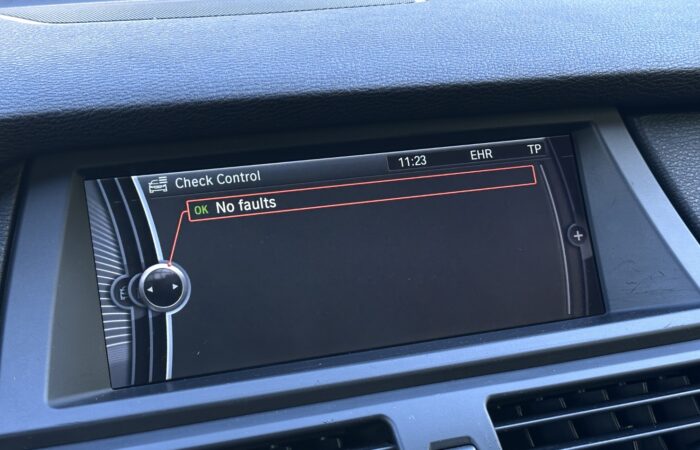 11:23 EHR TP
Check Control
OK No faults